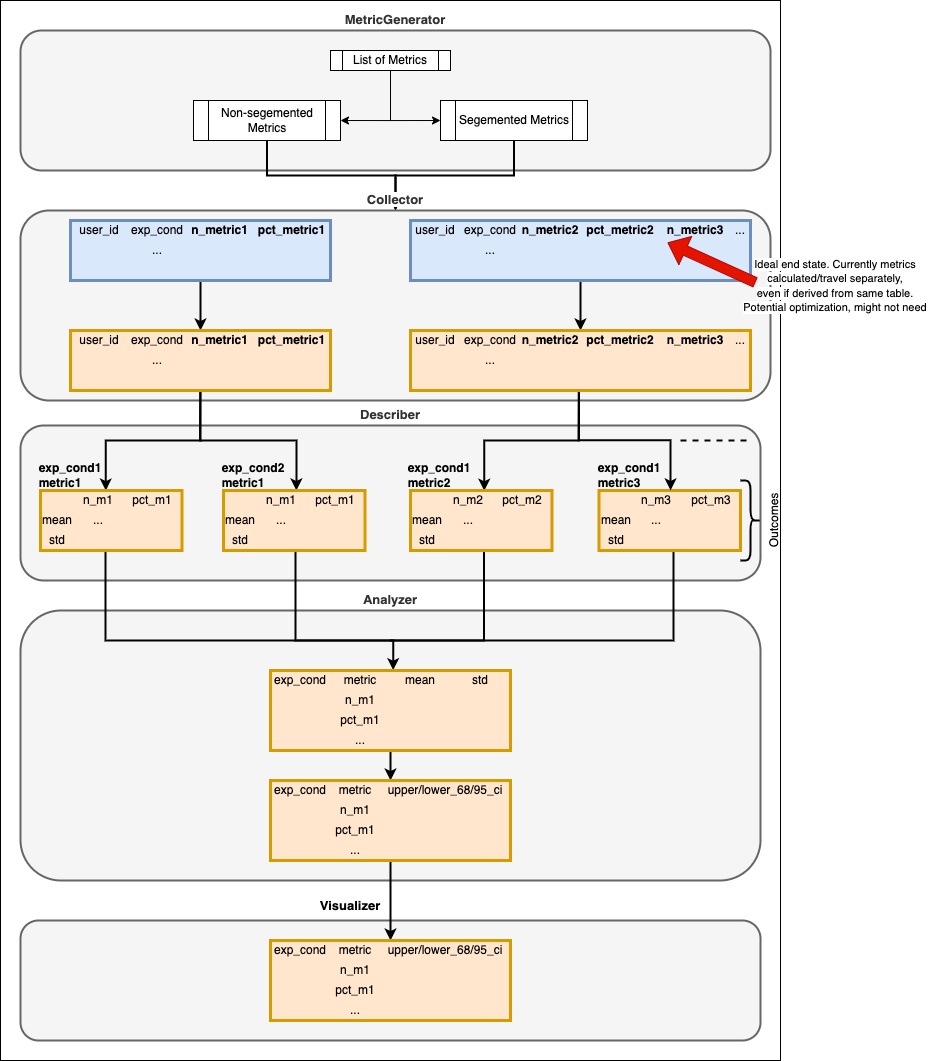 MetricGenerator
List of Metrics
Non-segemented
Metrics
Segemented Metrics
Collector
user_id exp_cond n_metric1 pct_metric1
...
user_id exp_cond n_metric2 pct_metric2 n_metric3 ...
...
Ideal end state. Currently metrics
calculated/travel separately,
even if derived from same table.
Potential optimization, might not need
user_id exp_cond n_metric1 pct_metric1
...
user_id exp_cond n_metric2 pct_metric2 n_metric3 ...
...
Describer
exp_cond1
metric1
n_m1 pct_m1
mean ...
std
exp_cond2
metric1
n_m1 pct_m1
mean ...
std
exp_cond1
metric2
n_m2 pct_m2
mean ...
std
exp_cond1
metric3
n_m3 pct_m3
mean ...
std
Outcomes
Analyzer
exp_cond metric mean std
n_m1
pct_m1
...
exp_cond metric upper/lower_68/95_ci
n_m1
pct_m1
...
Visualizer
exp_cond metric upper/lower_68/95_ci
n_m1
pct_m1
...